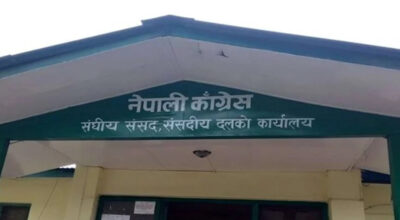 नेपाली काँग्रेस
संघीय संसद, संसदीय दलको कार्यालय